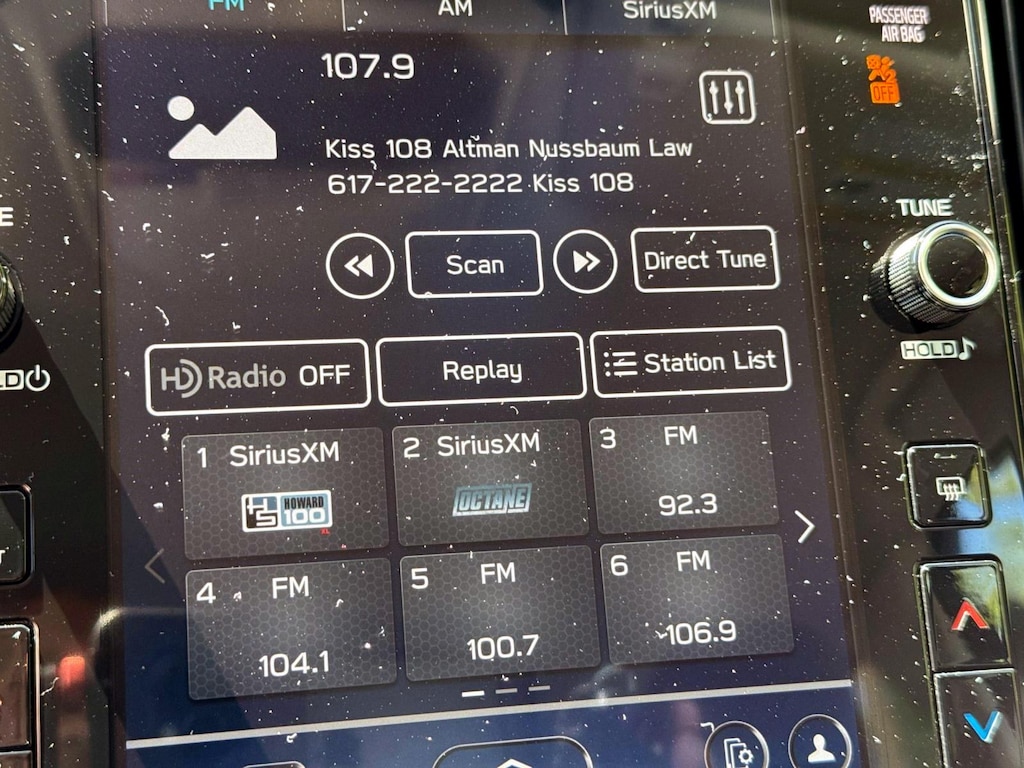 FM AM SiriusXM
PASSENGER
AIR BAG
OFF
107.9
Kiss 108 Altman Nussbaum Law
617-222-2222 Kiss 108
TUNE
Scan
Direct Tune
HOLD
HD Radio OFF
Replay
Station List
1 SiriusXM
HOWARD
100
2 SiriusXM
OCTANE
3 FM
92.3
4 FM
104.1
5 FM
100.7
6 FM
106.9